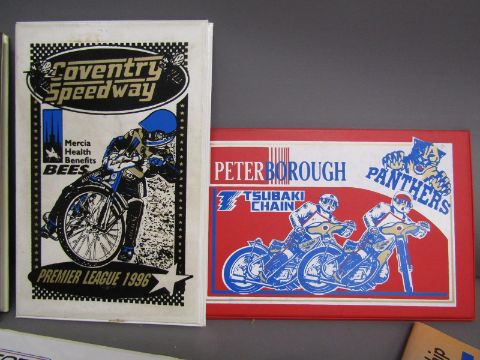 Coventry
Speedway
Mercia
Health
Benefits
BEES
PREMIER LEAGUE 1996
PETERBOROUGH
PANTHERS
TSUBAKI
CHAIN